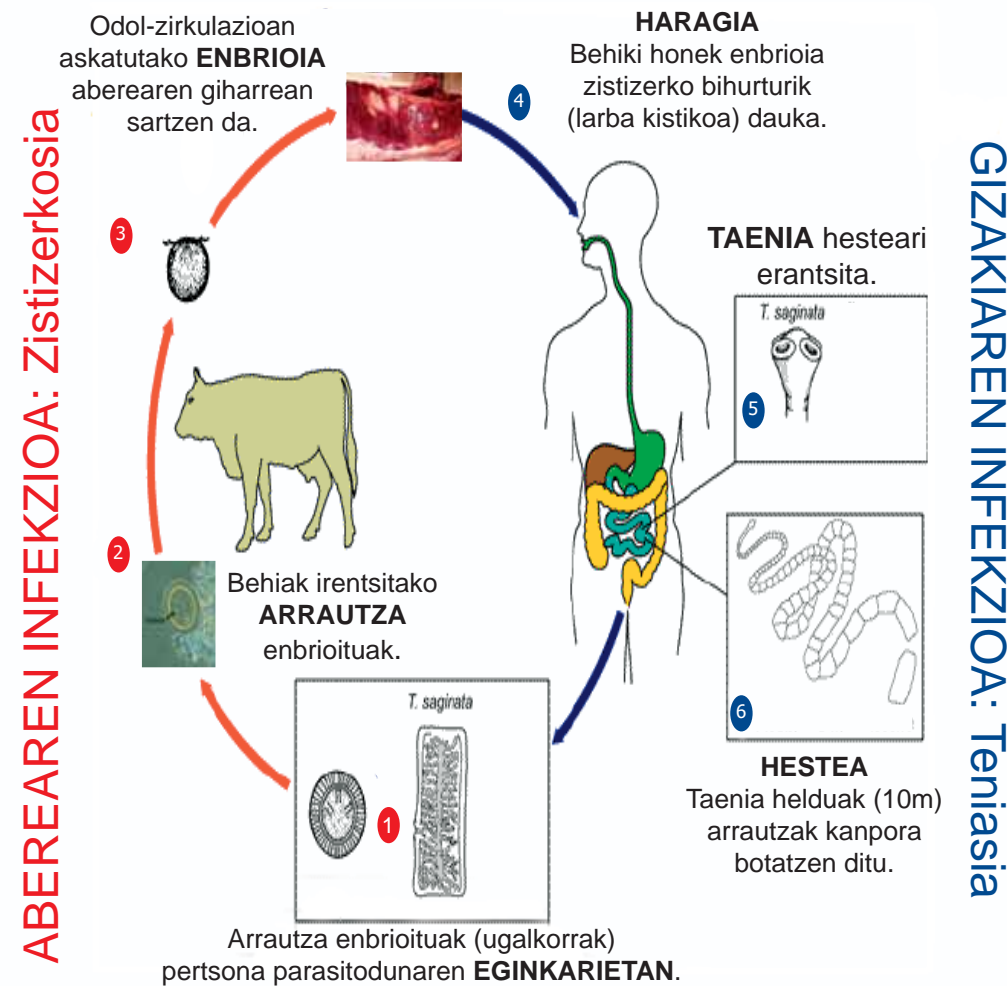 Odol-zirkulazioan
askatutako ENBRIOIA
aberearen giharrean
sartzen da.
HARAGIA
Behiki honek enbrioia
zistizerko bihurturik
(larba kistikoa) dauka.
4
3
TAENIA hesteari
erantsita.
T. saginata
5
2
Behiak irentsitako
ARRAUTZA
enbrioituak.
6
HESTEA
Taenia helduak (10m)
arrautzak kanpora
botatzen ditu.
T. saginata
1
Arrautza enbrioituak (ugalkorrak)
pertsona parasitodunaren EGINKARIETAN.
ABEREAREN INFEKZIOA: Zistizerkosia
GIZAKIAREN INFEKZIOA: Teniasia